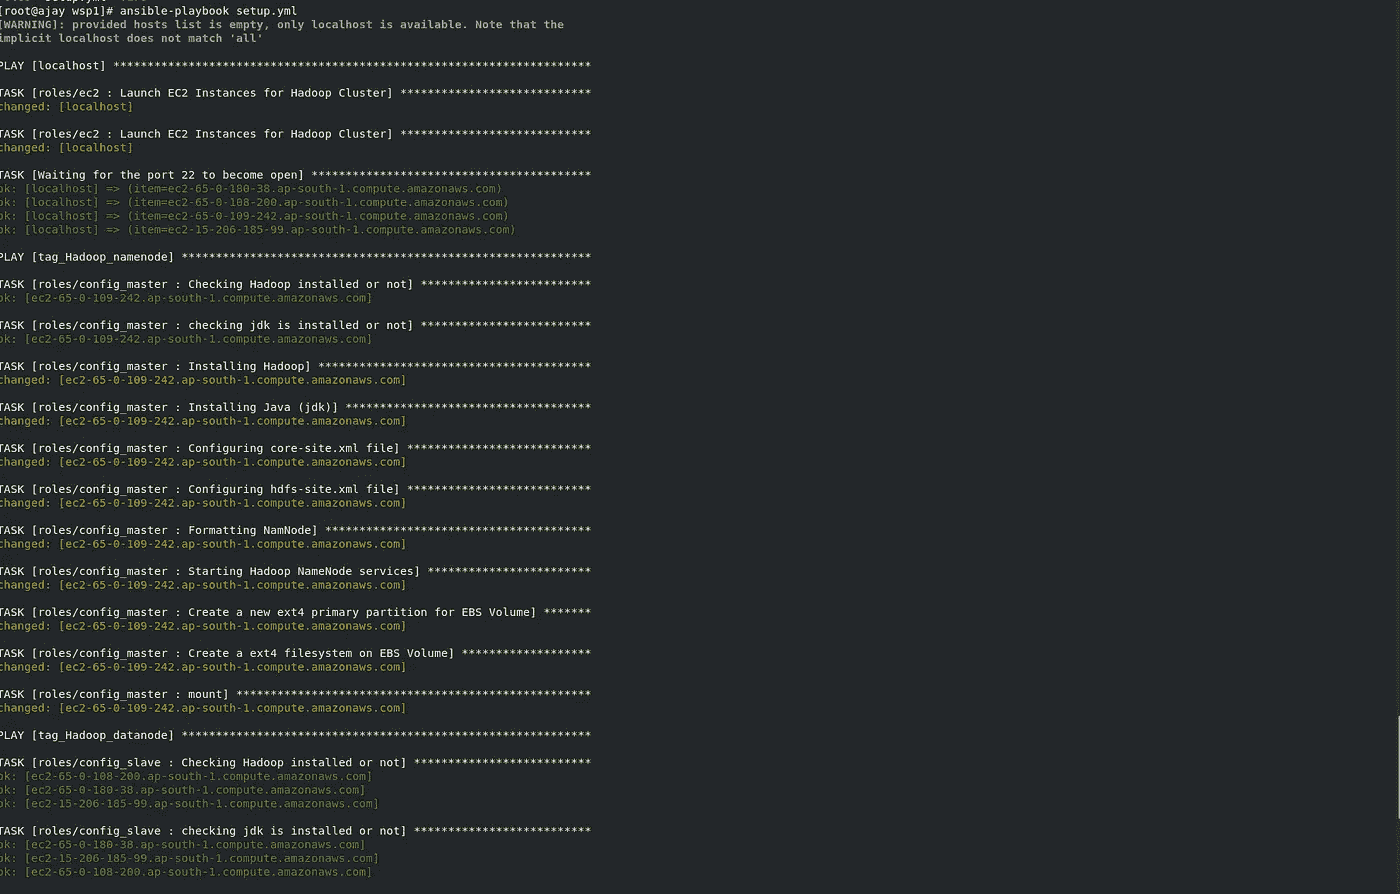 [root@ajay wsp1]# ansible-playbook setup.yml
[WARNING]: provided hosts list is empty, only localhost is available. Note that the
implicit localhost does not match 'all'
PLAY [localhost] **********************************************************************
TASK [roles/ec2 : Launch EC2 Instances for Hadoop Cluster] ****************************
changed: [localhost]
TASK [roles/ec2 : Launch EC2 Instances for Hadoop Cluster] ****************************
changed: [localhost]
TASK [Waiting for the port 22 to become open] *****************************************
ok: [localhost] => (item=ec2-65-0-180-38.ap-south-1.compute.amazonaws.com)
ok: [localhost] => (item=ec2-65-0-108-200.ap-south-1.compute.amazonaws.com)
ok: [localhost] => (item=ec2-65-0-109-242.ap-south-1.compute.amazonaws.com)
ok: [localhost] => (item=ec2-15-206-185-99.ap-south-1.compute.amazonaws.com)
PLAY [tag_Hadoop_namenode] ************************************************************
TASK [roles/config_master : Checking Hadoop installed or not] *************************
ok: [ec2-65-0-109-242.ap-south-1.compute.amazonaws.com]
TASK [roles/config_master : checking jdk is installed or not] *************************
ok: [ec2-65-0-109-242.ap-south-1.compute.amazonaws.com]
TASK [roles/config_master : Installing Hadoop] ****************************************
changed: [ec2-65-0-109-242.ap-south-1.compute.amazonaws.com]
TASK [roles/config_master : Installing Java (jdk)] ************************************
changed: [ec2-65-0-109-242.ap-south-1.compute.amazonaws.com]
TASK [roles/config_master : Configuring core-site.xml file] ***************************
changed: [ec2-65-0-109-242.ap-south-1.compute.amazonaws.com]
TASK [roles/config_master : Configuring hdfs-site.xml file] ***************************
changed: [ec2-65-0-109-242.ap-south-1.compute.amazonaws.com]
TASK [roles/config_master : Formatting NamNode] ***************************************
changed: [ec2-65-0-109-242.ap-south-1.compute.amazonaws.com]
TASK [roles/config_master : Starting Hadoop NameNode services] ************************
changed: [ec2-65-0-109-242.ap-south-1.compute.amazonaws.com]
TASK [roles/config_master : Create a new ext4 primary partition for EBS Volume] *******
changed: [ec2-65-0-109-242.ap-south-1.compute.amazonaws.com]
TASK [roles/config_master : Create a ext4 filesystem on EBS Volume] *******************
changed: [ec2-65-0-109-242.ap-south-1.compute.amazonaws.com]
TASK [roles/config_master : mount] ****************************************************
changed: [ec2-65-0-109-242.ap-south-1.compute.amazonaws.com]
PLAY [tag_Hadoop_datanode] ************************************************************
TASK [roles/config_slave : Checking Hadoop installed or not] **************************
ok: [ec2-65-0-108-200.ap-south-1.compute.amazonaws.com]
ok: [ec2-65-0-180-38.ap-south-1.compute.amazonaws.com]
ok: [ec2-15-206-185-99.ap-south-1.compute.amazonaws.com]
TASK [roles/config_slave : checking jdk is installed or not] **************************
ok: [ec2-65-0-180-38.ap-south-1.compute.amazonaws.com]
ok: [ec2-15-206-185-99.ap-south-1.compute.amazonaws.com]
ok: [ec2-65-0-108-200.ap-south-1.compute.amazonaws.com]